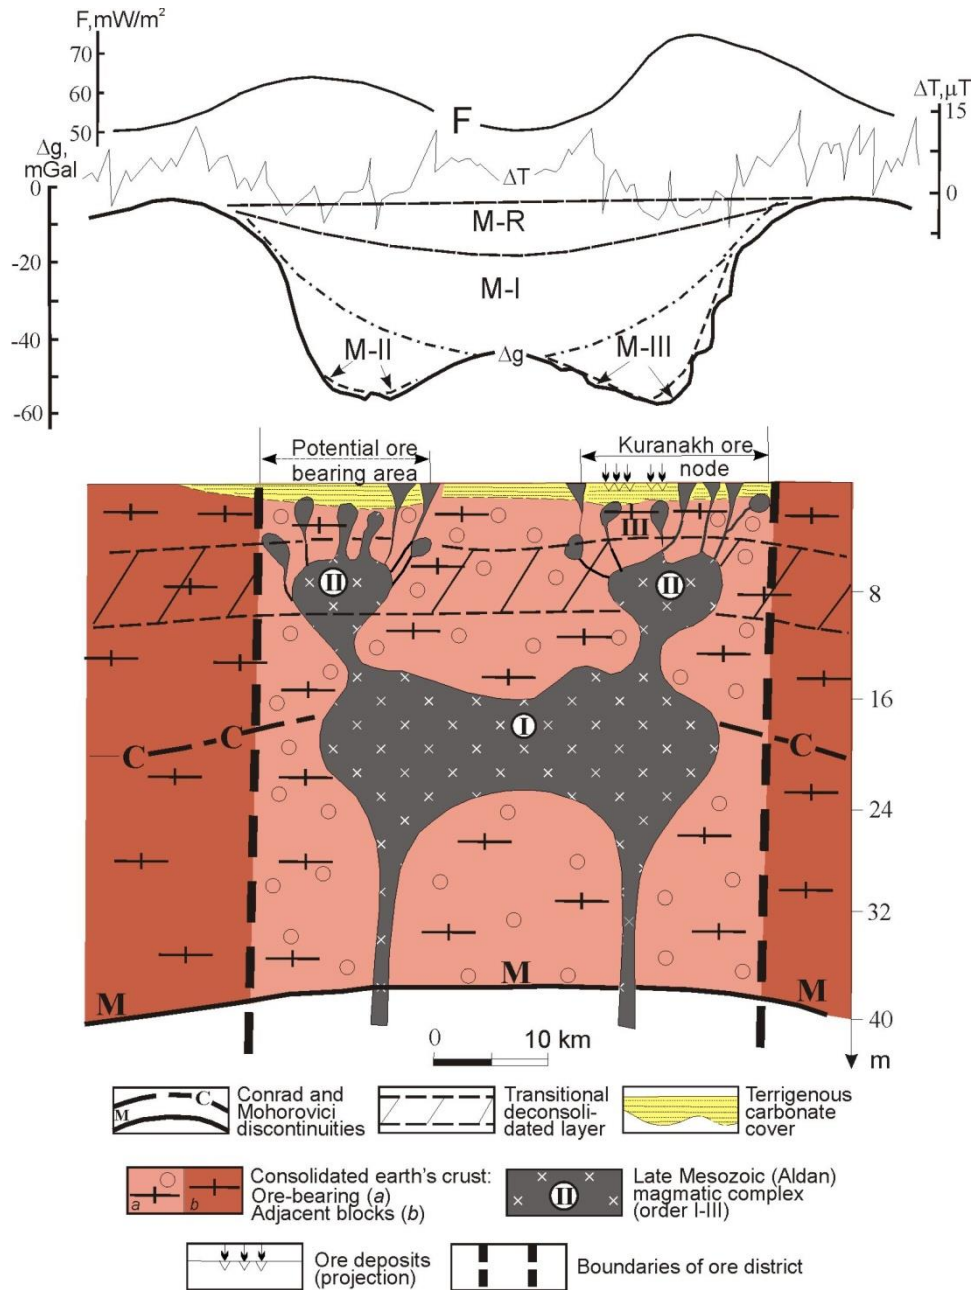 F,mW/m²
70
60
50
F
ΔT,μT
15
0
ΔT
Δg,
mGal
0
-20
-40
-60
M-R
M-I
M-II
Δg
M-III
Potential ore
bearing area
Kuranakh ore
node
III
II
II
8
16
I
C
C
C
24
32
M
M
M
40
m
0
10 km
C
M
Conrad and
Mohorovici
discontinuities
Transitional
deconsoli-
dated layer
Terrigenous
carbonate
cover
a
b
Consolidated earth's crust:
Ore-bearing (a)
Adjacent blocks (b)
II
Late Mesozoic (Aldan)
magmatic complex
(order I-III)
Ore deposits
(projection)
Boundaries of ore district